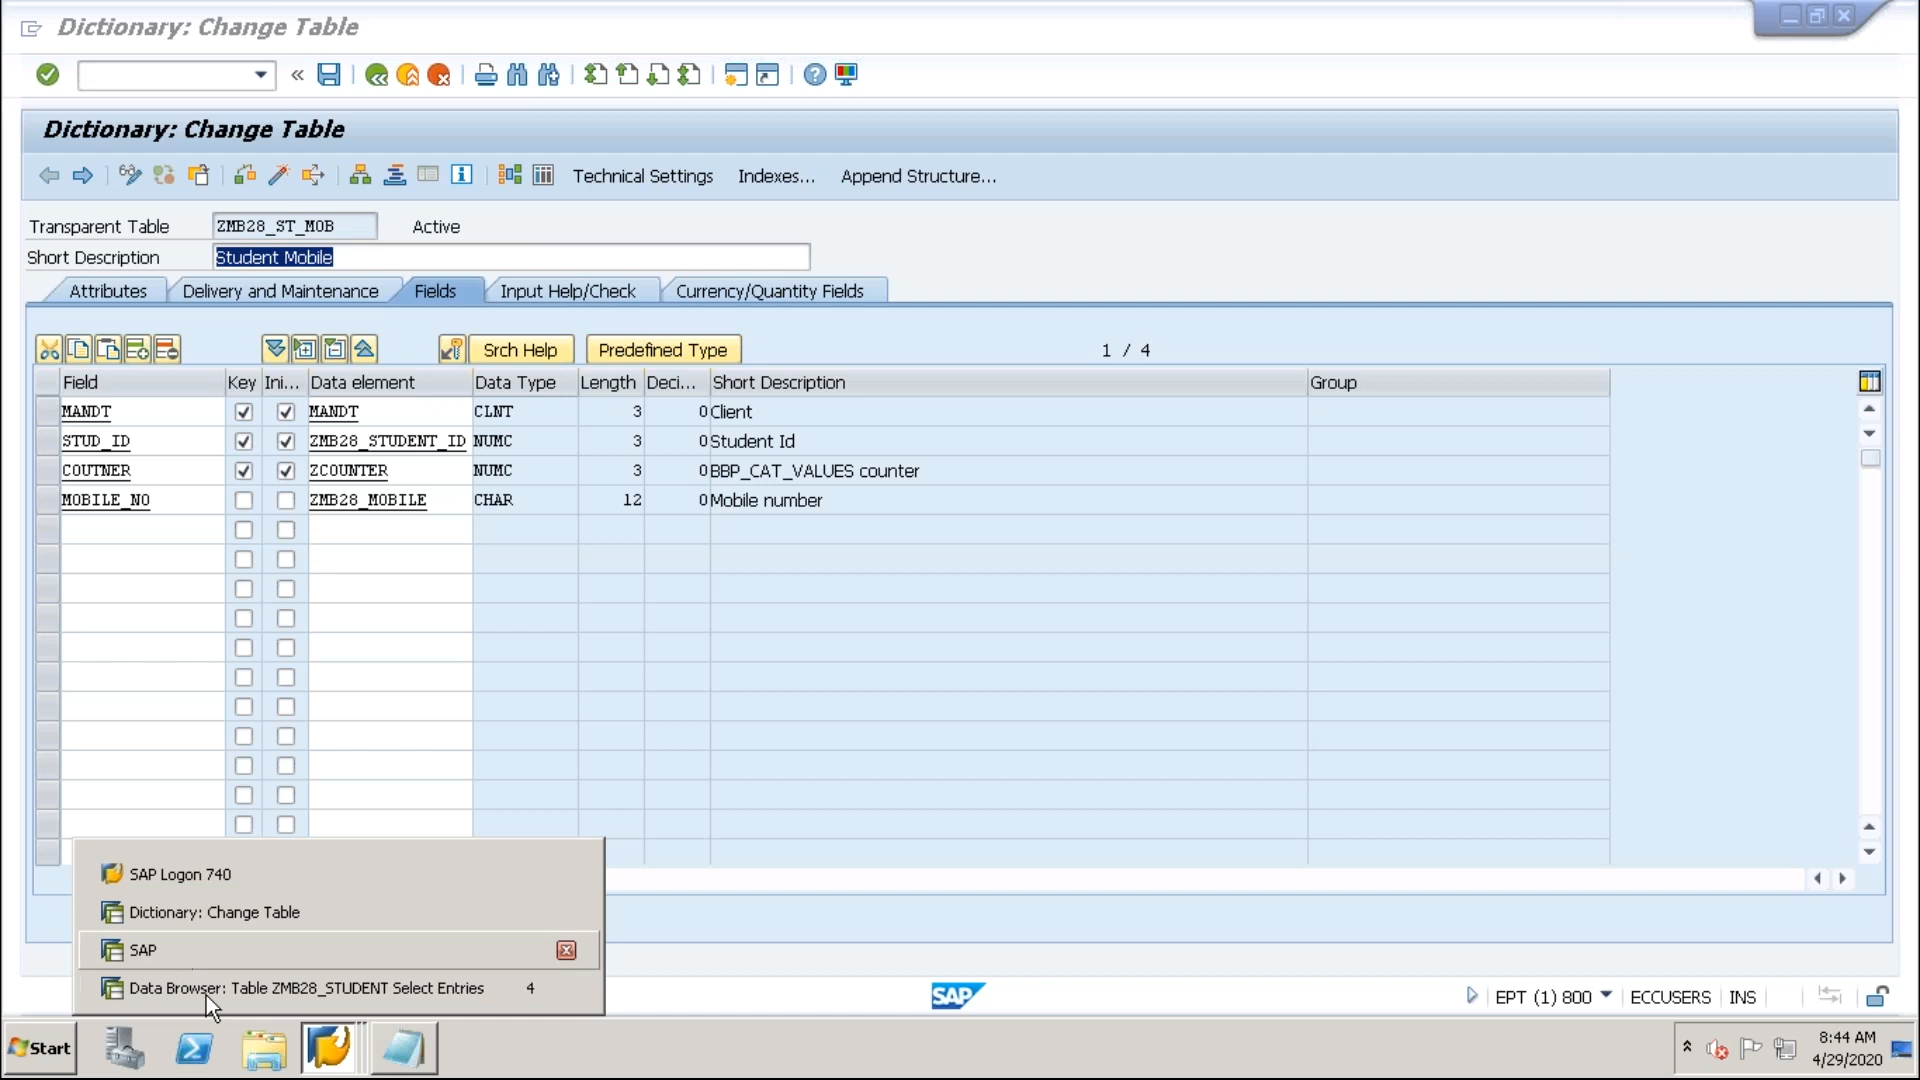 Dictionary: Change Table
Dictionary: Change Table
Technical Settings Indexes... Append Structure...
Transparent Table ZMB28_ST_MOB Active
Short Description Student Mobile
Attributes Delivery and Maintenance Fields Input Help/Check Currency/Quantity Fields
Srch Help Predefined Type 1 / 4
Field Key Ini... Data element Data Type Length Deci... Short Description Group
MANDT MANDT CLNT 3 0 Client
STUD_ID ZMB28_STUDENT_ID NUMC 3 0 Student Id
COUTNER ZCOUNTER NUMC 3 0 BBP_CAT_VALUES counter
MOBILE_NO ZMB28_MOBILE CHAR 12 0 Mobile number
SAP Logon 740
Dictionary: Change Table
SAP
Data Browser: Table ZMB28_STUDENT Select Entries 4
SAP EPT (1) 800 ECCUSERS INS
Start 8:44 AM
4/29/2020